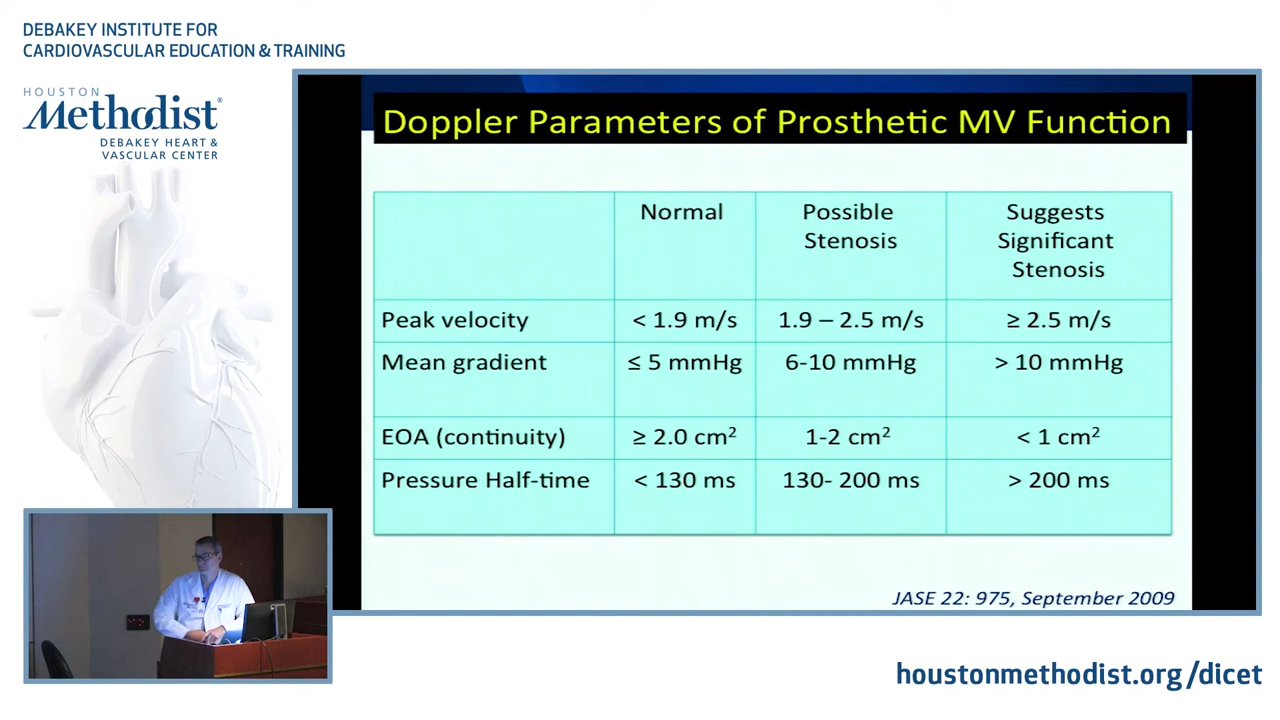 DEBAKEY INSTITUTE FOR
CARDIOVASCULAR EDUCATION & TRAINING
HOUSTON
Methodist®
DEBAKEY HEART &
VASCULAR CENTER
Doppler Parameters of Prosthetic MV Function
Normal
Possible
Stenosis
Suggests
Significant
Stenosis
Peak velocity
< 1.9 m/s
1.9 – 2.5 m/s
≥ 2.5 m/s
Mean gradient
≤ 5 mmHg
6-10 mmHg
> 10 mmHg
EOA (continuity)
≥ 2.0 cm²
1-2 cm²
< 1 cm²
Pressure Half-time
< 130 ms
130- 200 ms
> 200 ms
JASE 22: 975, September 2009
houstonmethodist.org/dicet